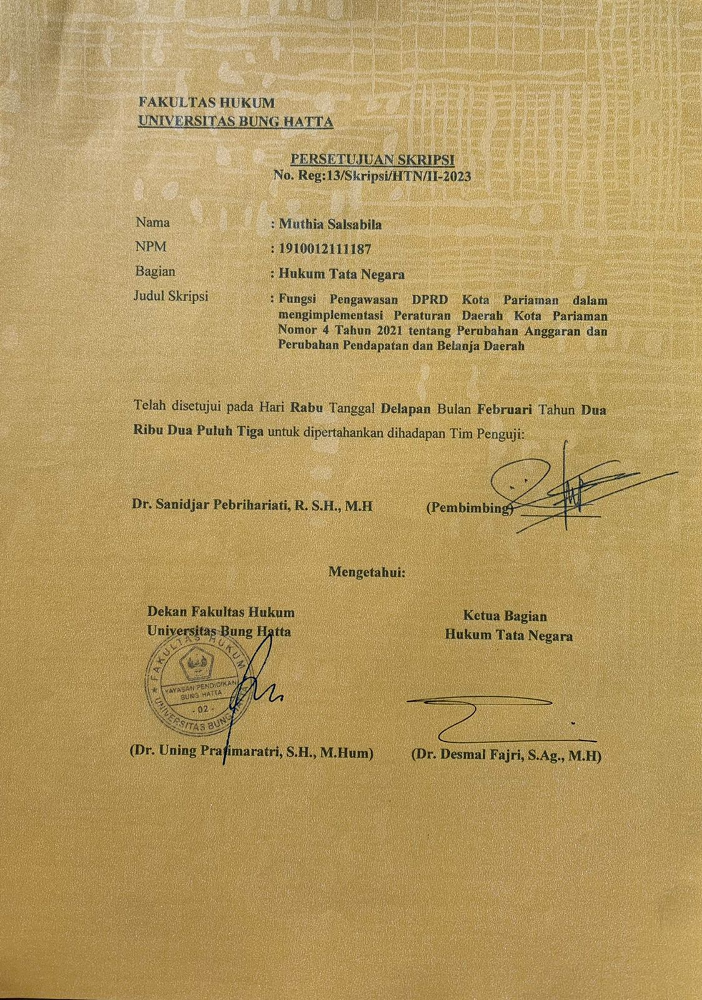 FAKULTAS HUKUM
UNIVERSITAS BUNG HATTA
PERSETUJUAN SKRIPSI
No. Reg:13/Skripsi/HTN/II-2023
Nama : Muthia Salsabila
NPM : 1910012111187
Bagian : Hukum Tata Negara
Judul Skripsi : Fungsi Pengawasan DPRD Kota Pariaman dalam
mengimplementasi Peraturan Daerah Kota Pariaman
Nomor 4 Tahun 2021 tentang Perubahan Anggaran dan
Perubahan Pendapatan dan Belanja Daerah
Telah disetujui pada Hari Rabu Tanggal Delapan Bulan Februari Tahun Dua
Ribu Dua Puluh Tiga untuk dipertahankan dihadapan Tim Penguji:
Dr. Sanidjar Pebrihariati, R. S.H., M.H (Pembimbing)
Mengetahui:
Dekan Fakultas Hukum
Universitas Bung Hatta
Ketua Bagian
Hukum Tata Negara
FAKULTAS HUKUM
YAYASAN PENDIDIKAN
BUNG HATTA
- 02 -
UNIVERSITAS BUNG HATTA
(Dr. Uning Pratimaratri, S.H., M.Hum)
(Dr. Desmal Fajri, S.Ag., M.H)